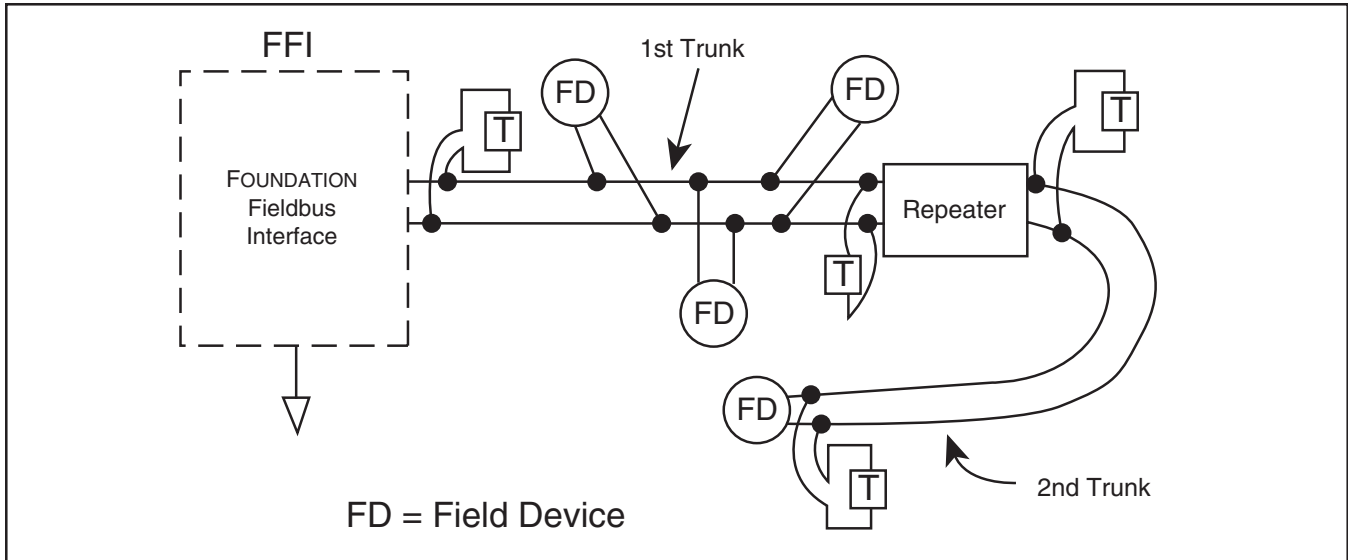 FFI
1st Trunk
FD
FD
T
T
FOUNDATION
Fieldbus
Interface
Repeater
T
FD
FD
T
2nd Trunk
FD = Field Device